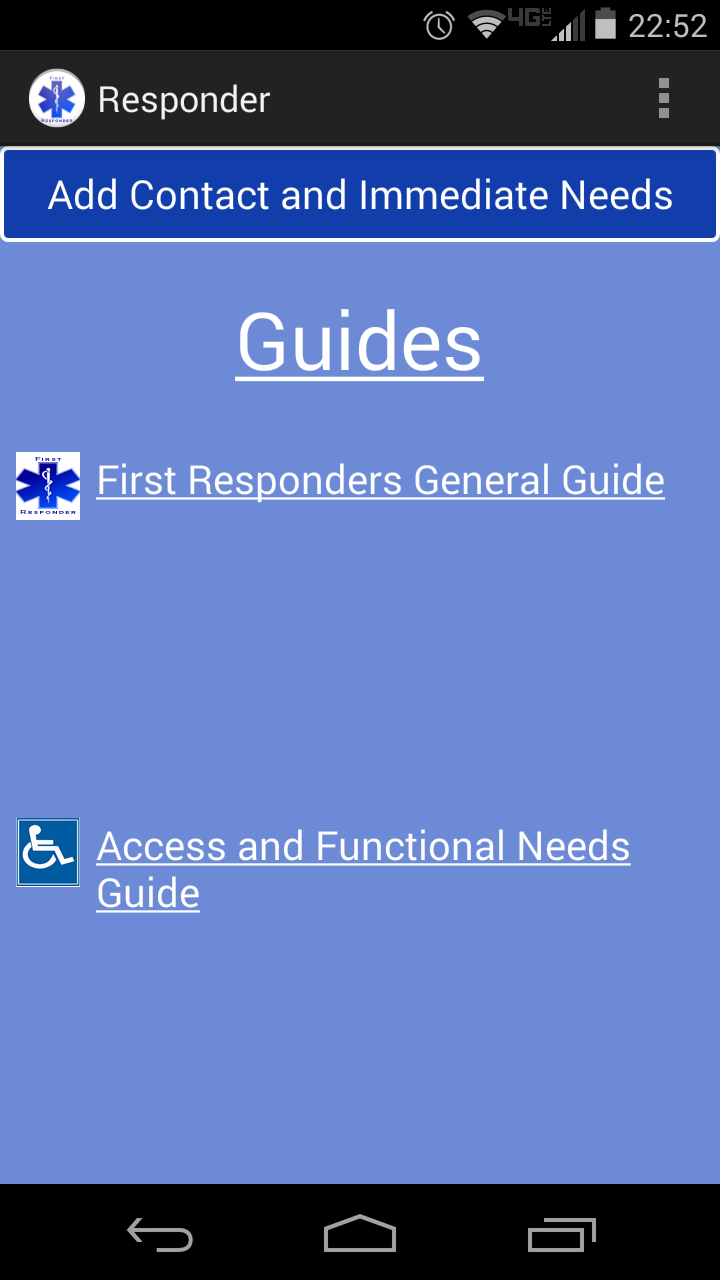 4G LTE 22:52
FIRST
RESPONDER
Responder
Add Contact and Immediate Needs
Guides
FIRST
RESPONDER
First Responders General Guide
Access and Functional Needs
Guide